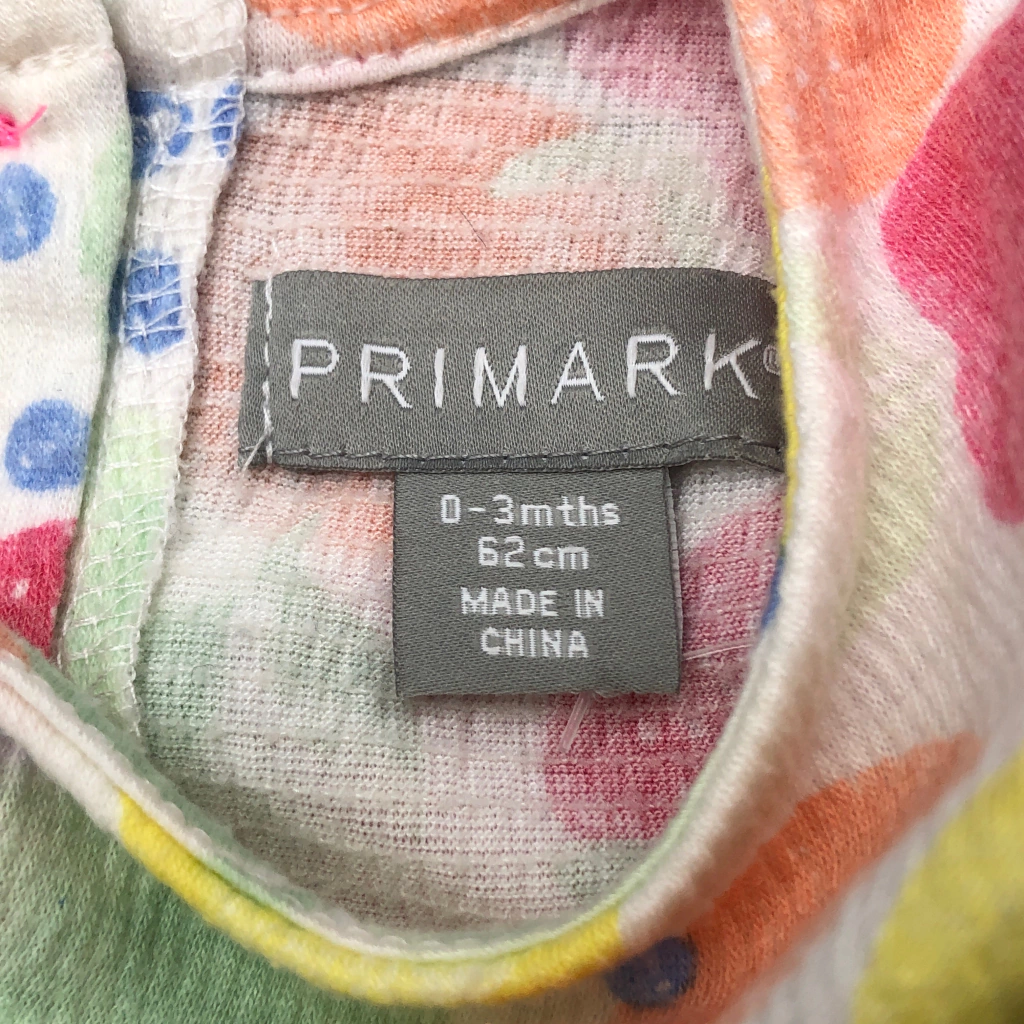 PRIMARK®
0-3mths
62cm
MADE IN
CHINA